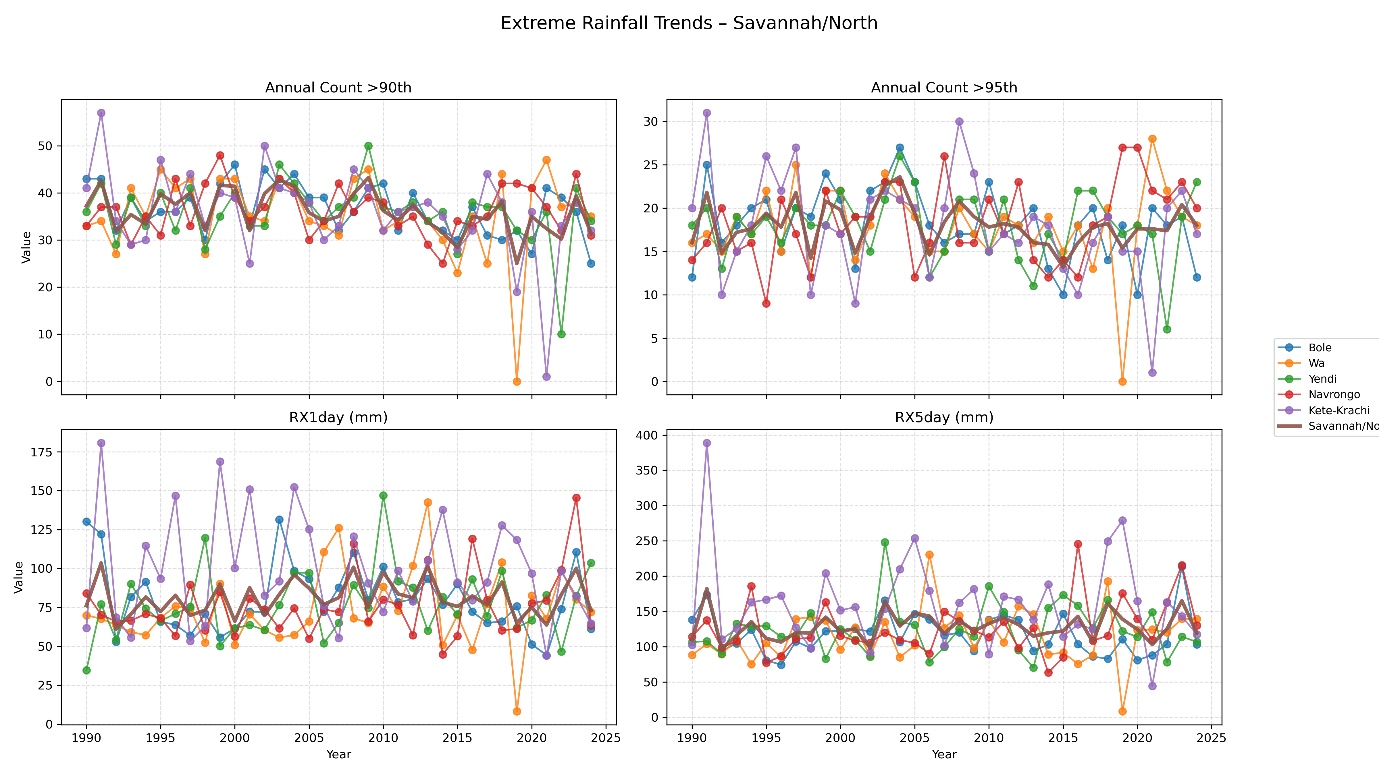 Extreme Rainfall Trends – Savannah/North
Annual Count >90th
Annual Count >95th
Value
50
40
30
20
10
0
30
25
20
15
10
5
0
Bole
Wa
Yendi
Navrongo
Kete-Krachi
Savannah/No
RX1day (mm)
RX5day (mm)
Value
175
150
125
100
75
50
25
0
400
350
300
250
200
150
100
50
0
1990 1995 2000 2005 2010 2015 2020 2025
1990 1995 2000 2005 2010 2015 2020 2025
Year
Year